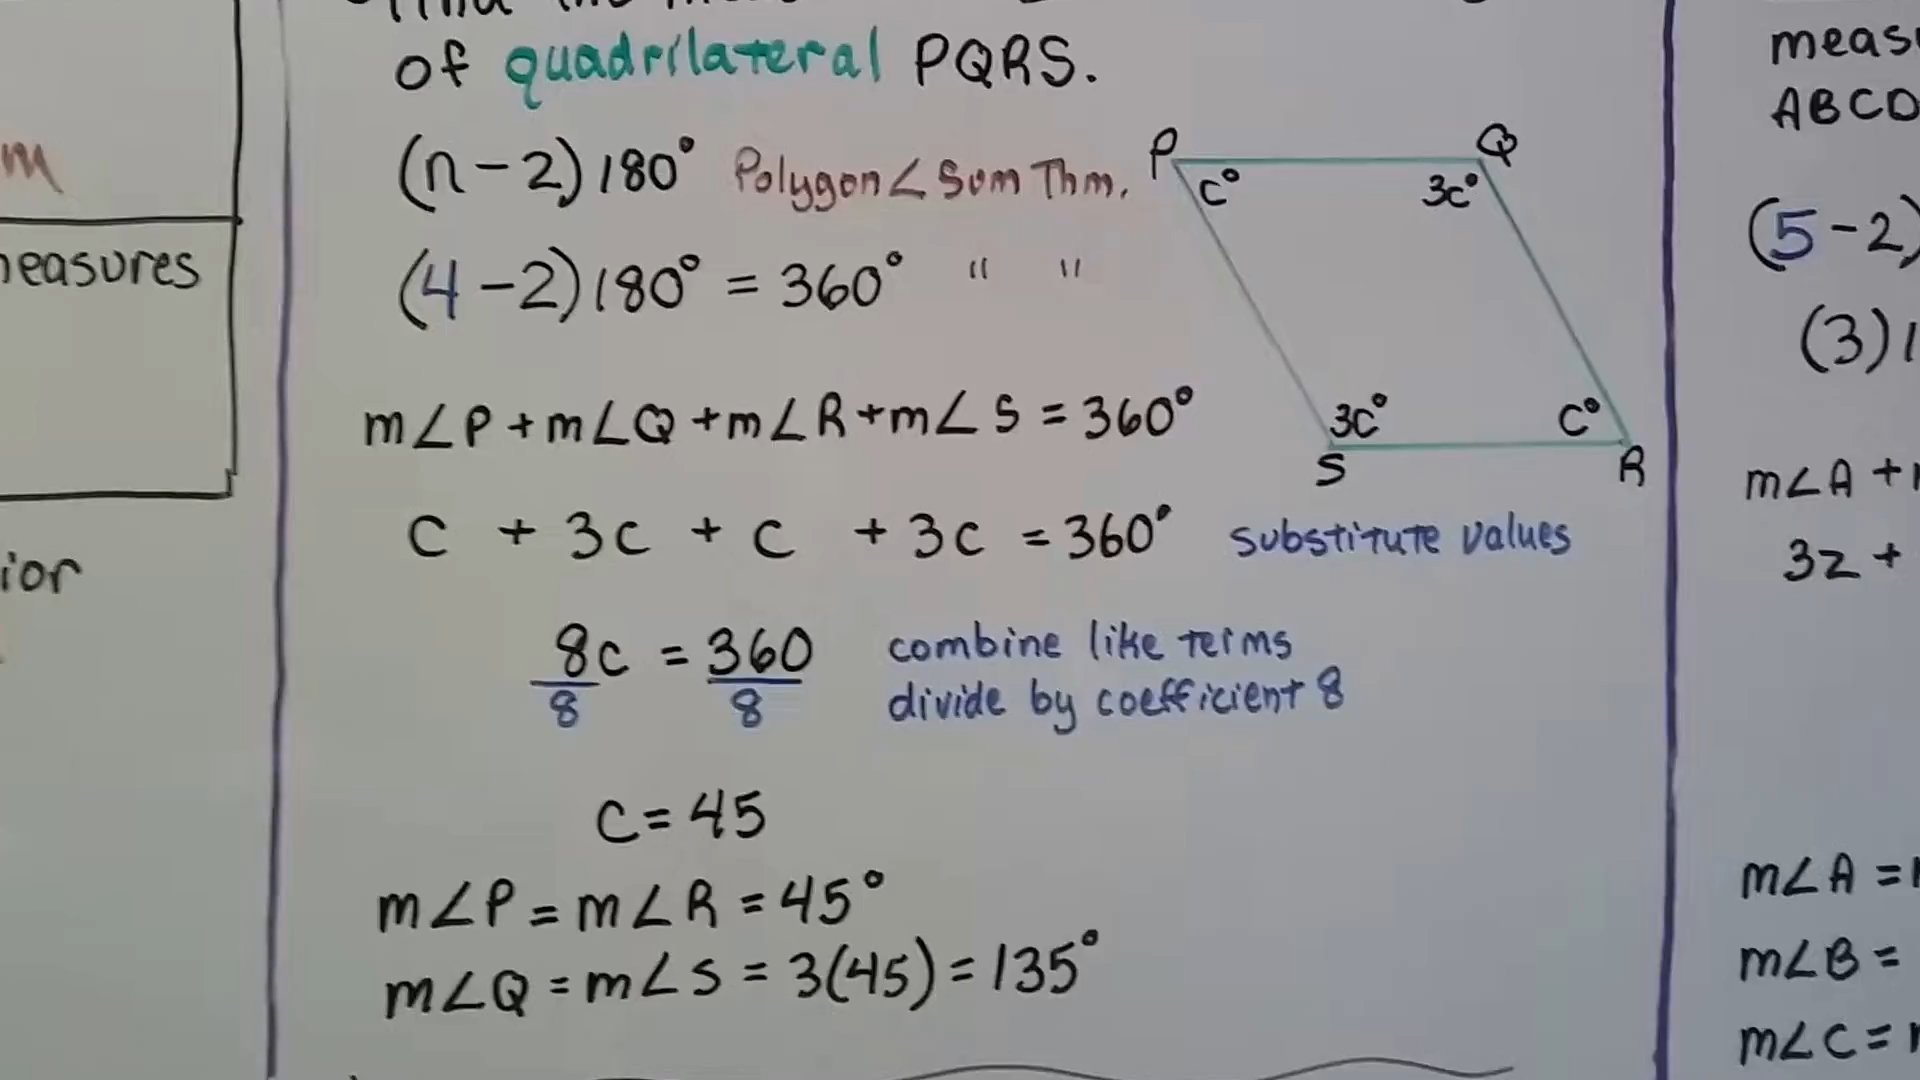 of quadrilateral PQRS.
(n-2)180° Polygon∠Sum Thm.
(4-2)180° = 360° " "
P Q
c° 3c°
3c° c°
S R
m∠P+m∠Q+m∠R+m∠S=360°
c + 3c + c + 3c = 360° substitute values
8c = 360 combine like terms
8 8 divide by coefficient 8
c=45
m∠P=m∠R=45°
m∠Q=m∠S=3(45)=135°
m
measures
ior
ABCD
(5-2)
(3)1
m∠A +
3z +
m∠A =
m∠B =
m∠C =